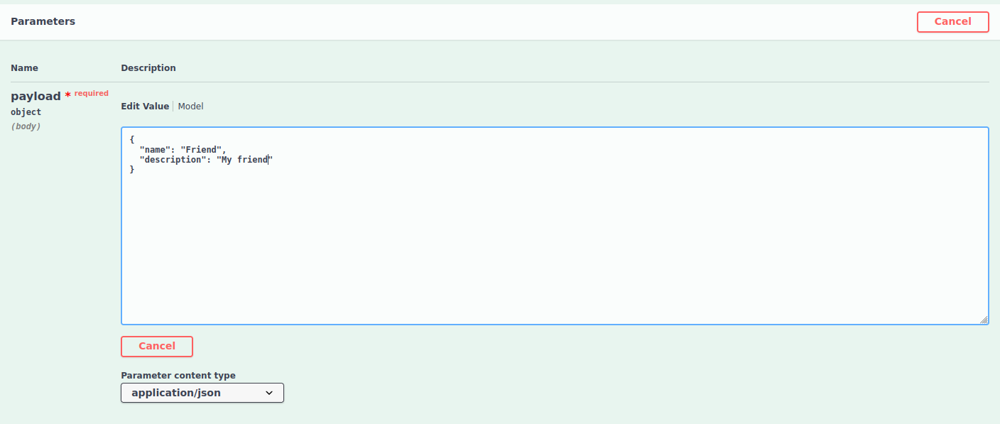 Parameters
Cancel
Name Description
payload * required
object
(body)
Edit Value Model
{
  "name": "Friend",
  "description": "My friend"
}
Cancel
Parameter content type
application/json